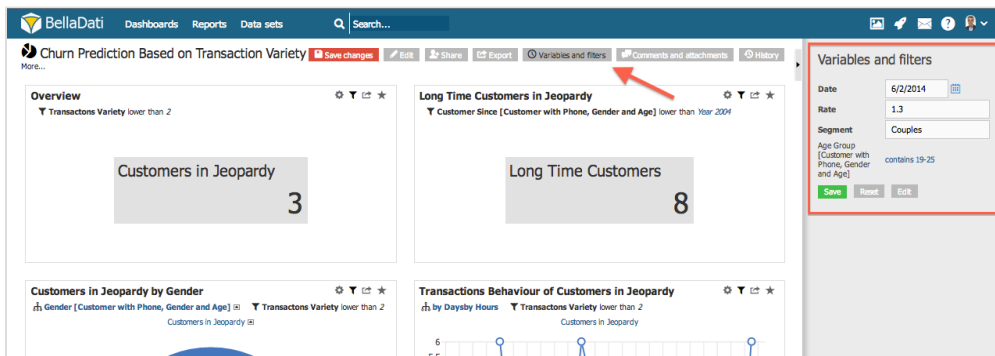 BellaDati Dashboards Reports Data sets Search...
Churn Prediction Based on Transaction Variety Save changes Edit Share Export Variables and filters Comments and attachments History
More...
Variables and filters
Date 6/2/2014
Rate 1.3
Segment Couples
Age Group
[Customer with
Phone, Gender
and Age] contains 19-25
Save Reset Edit
Overview
Transactons Variety lower than 2
Customers in Jeopardy
3
Long Time Customers in Jeopardy
Customer Since [Customer with Phone, Gender and Age] lower than Year 2004
Long Time Customers
8
Customers in Jeopardy by Gender
Gender [Customer with Phone, Gender and Age] Transactons Variety lower than 2
Customers in Jeopardy
Transactions Behaviour of Customers in Jeopardy
by Daysby Hours Transactons Variety lower than 2
Customers in Jeopardy
6